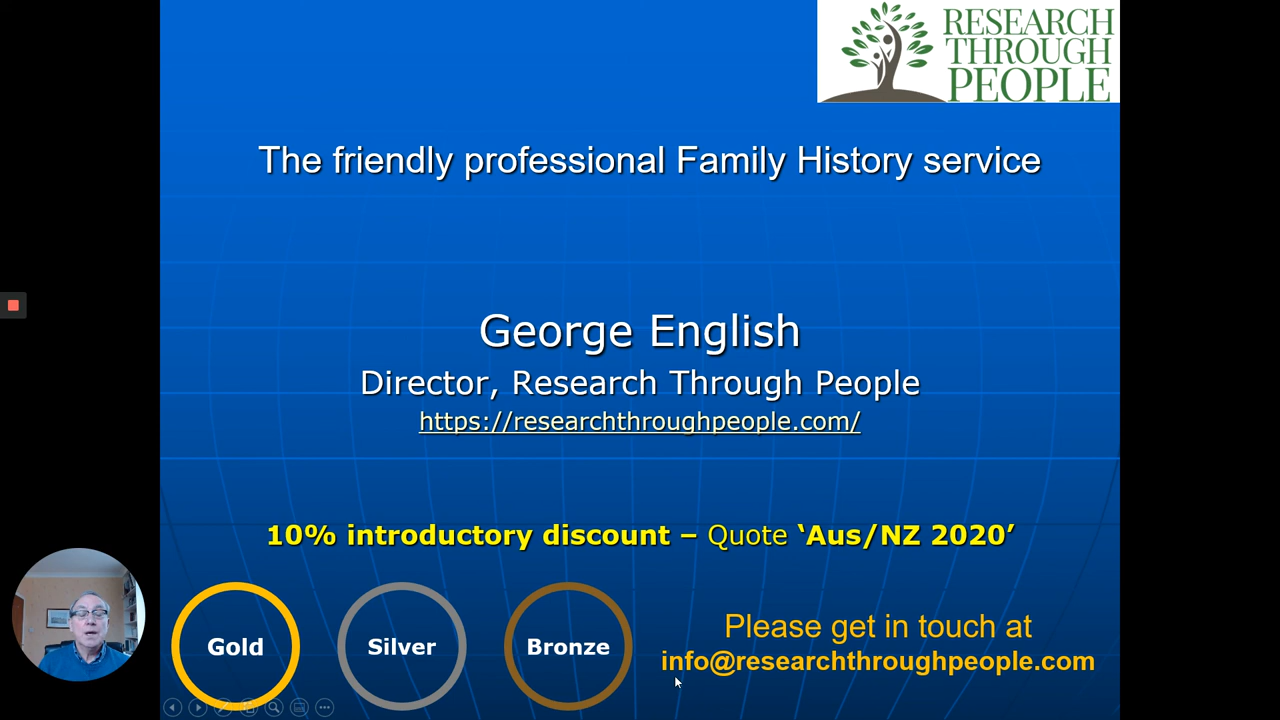 RESEARCH
THROUGH
PEOPLE
The friendly professional Family History service
George English
Director, Research Through People
https://researchthroughpeople.com/
10% introductory discount – Quote ‘Aus/NZ 2020’
Gold
Silver
Bronze
Please get in touch at
info@researchthroughpeople.com